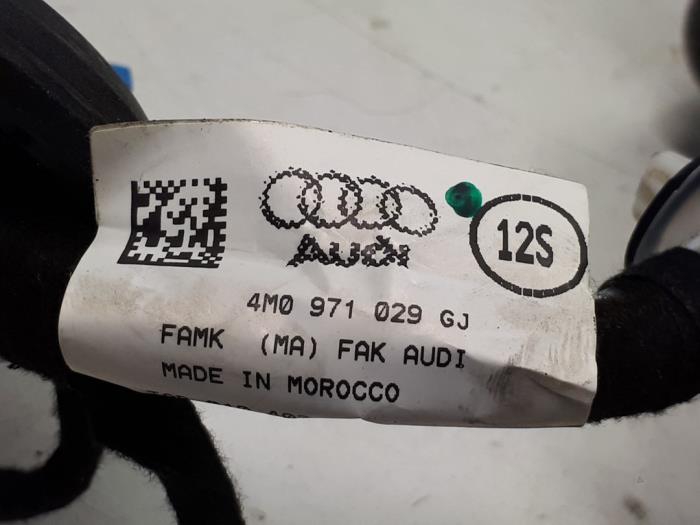 AUDI
12S
4M0 971 029 GJ
FAMK (MA) FAK AUDI
MADE IN MOROCCO